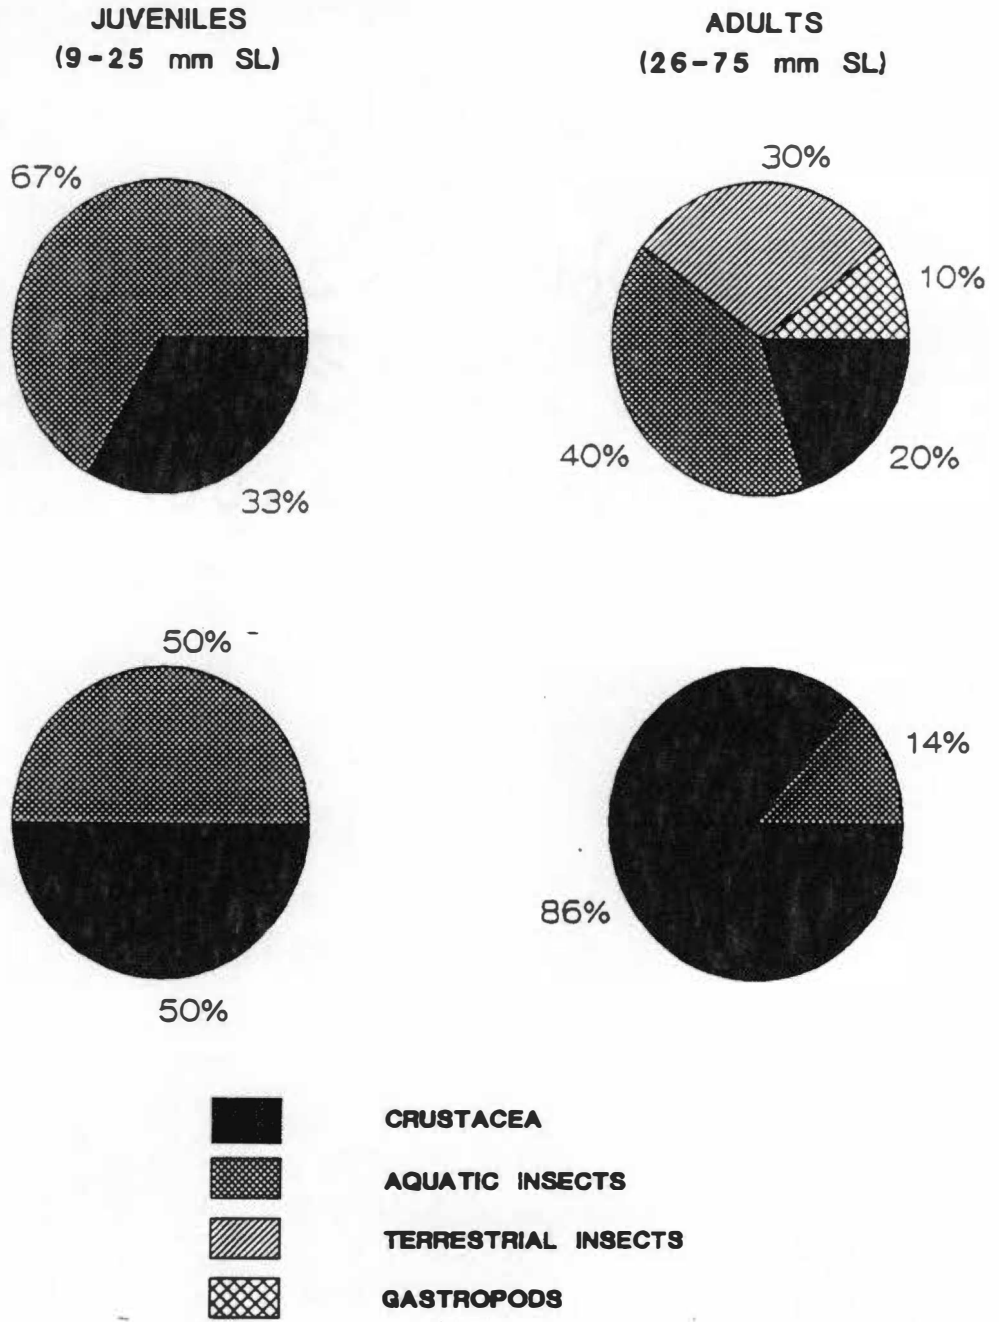 JUVENILES
(9-25 mm SL)
ADULTS
(26-75 mm SL)
67%
33%
30%
10%
40%
20%
50%
50%
14%
86%
CRUSTACEA
AQUATIC INSECTS
TERRESTRIAL INSECTS
GASTROPODS